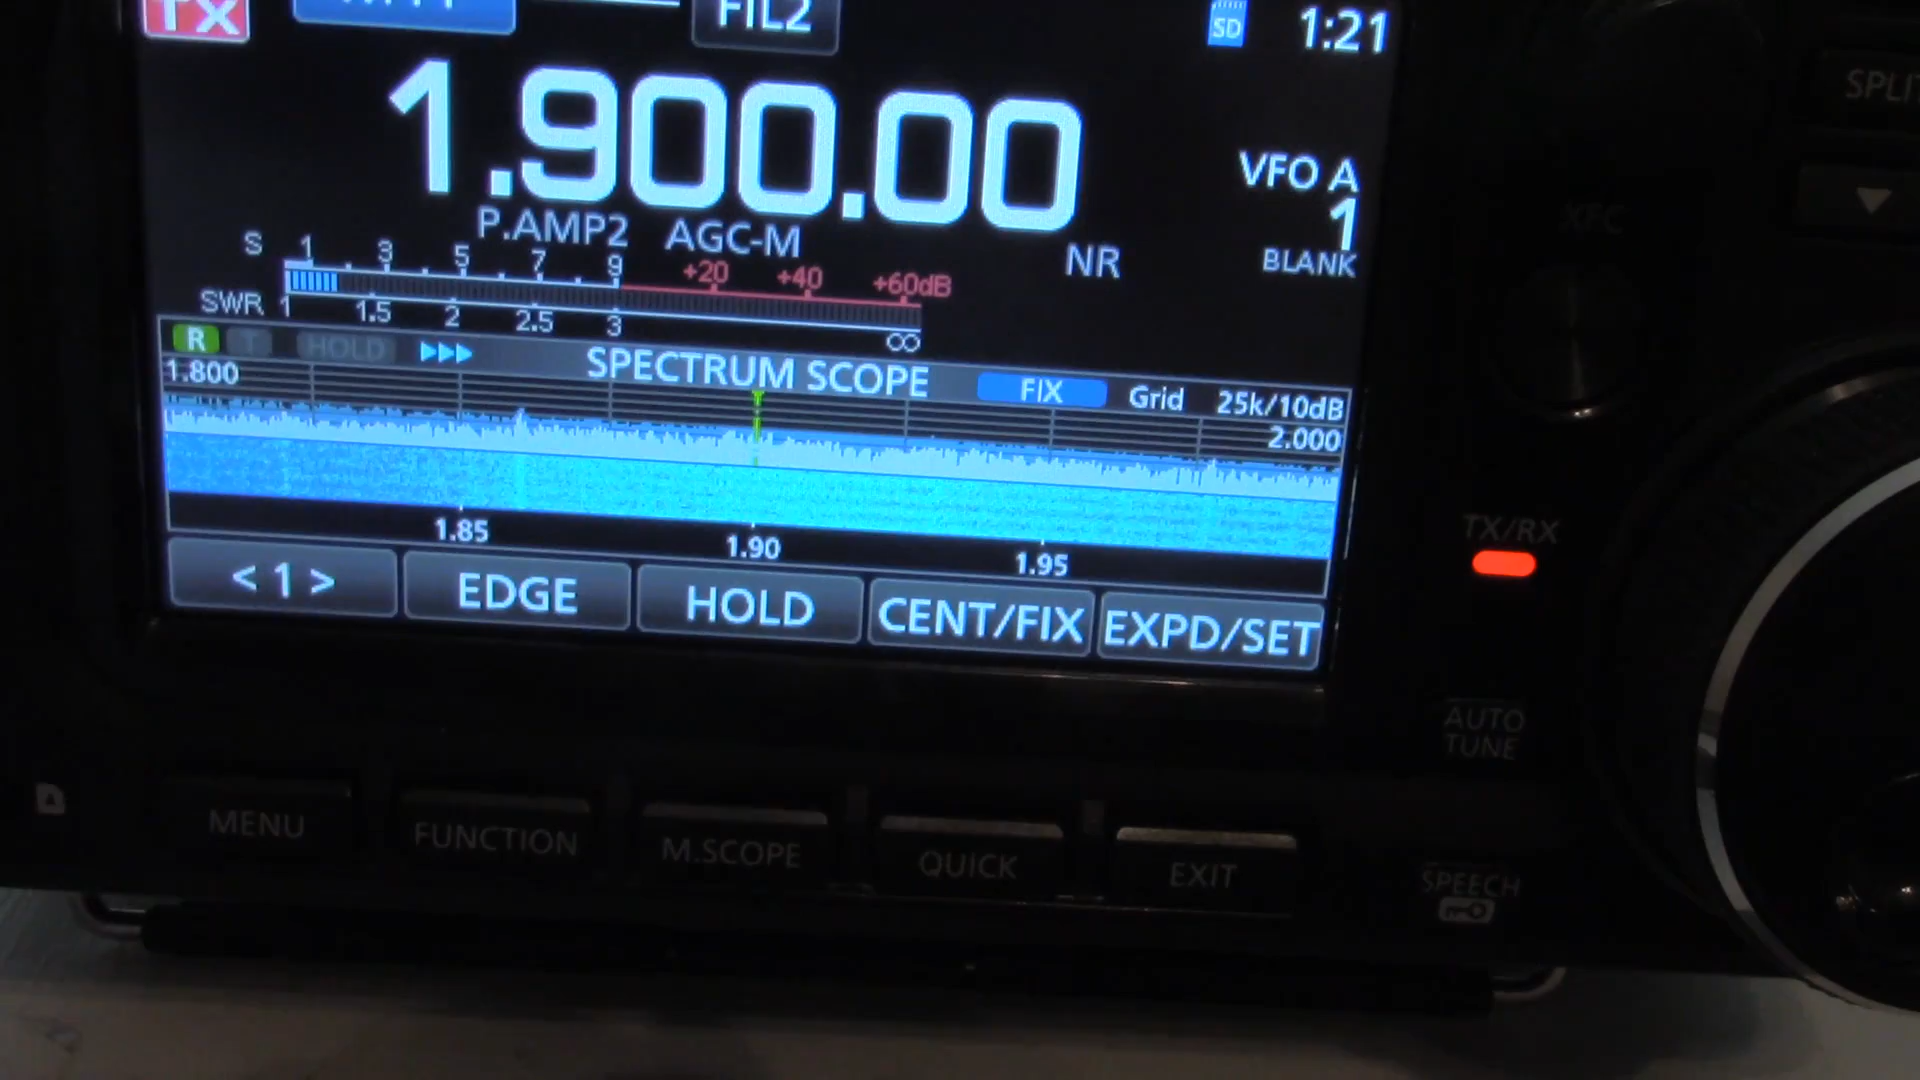 TX FIL2 SD 1:21
1.900.00
VFO A
1
BLANK
P.AMP2 AGC-M NR
S 1 3 5 7 9 +20 +40 +60dB
SWR 1 1.5 2 2.5 3 ∞
R T HOLD SPECTRUM SCOPE FIX Grid 25k/10dB
1.800 2.000
1.85 1.90 1.95
< 1 > EDGE HOLD CENT/FIX EXPD/SET
SPLIT
XFC
TX/RX
AUTO
TUNE
MENU FUNCTION M.SCOPE QUICK EXIT
SPEECH